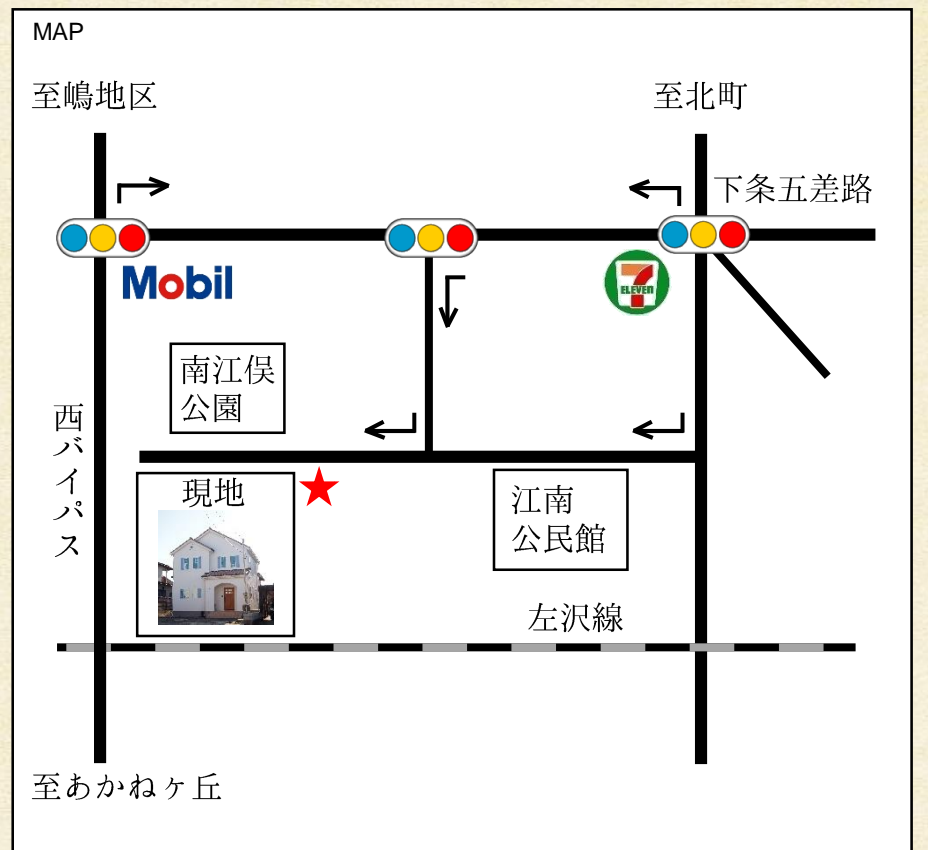 MAP
至嶋地区
至北町
下条五差路
Mobil
7
ELEVEN
南江俣
公園
西バイパス
現地
江南
公民館
左沢線
至あかねヶ丘